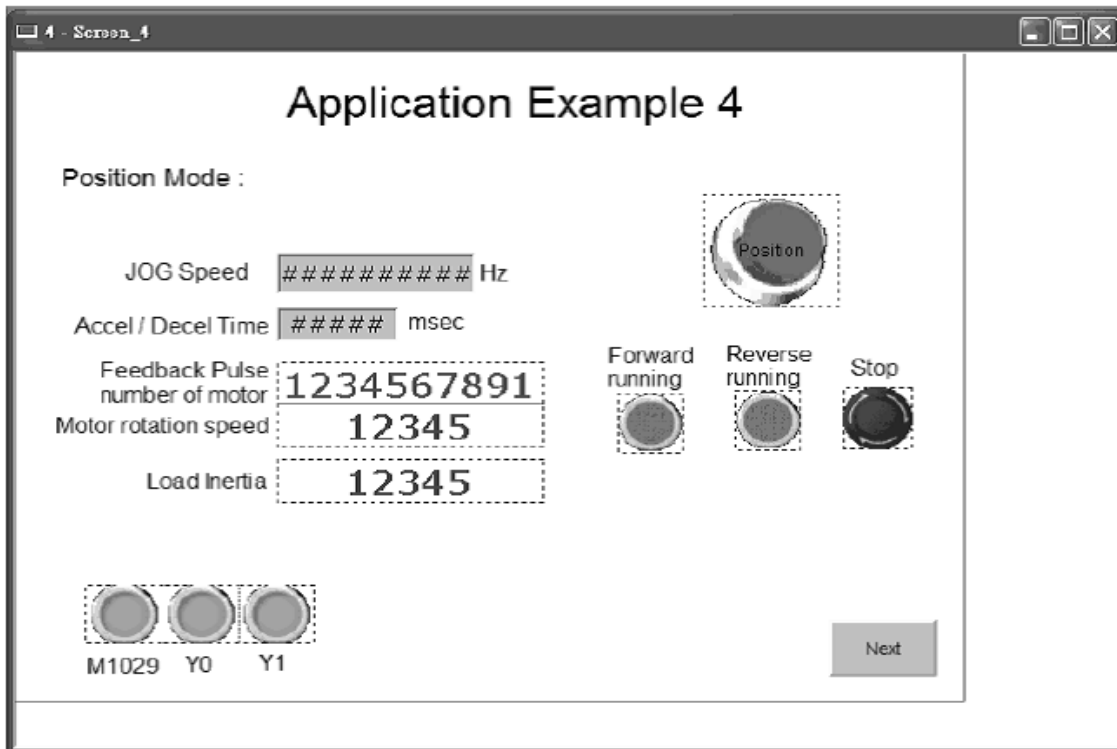 4 - Screen_4
Application Example 4
Position Mode :
Position
JOG Speed ########## Hz
Accel / Decel Time ##### msec
Feedback Pulse
number of motor 1234567891
Motor rotation speed 12345
Load Inertia 12345
Forward
running
Reverse
running
Stop
M1029 Y0 Y1
Next